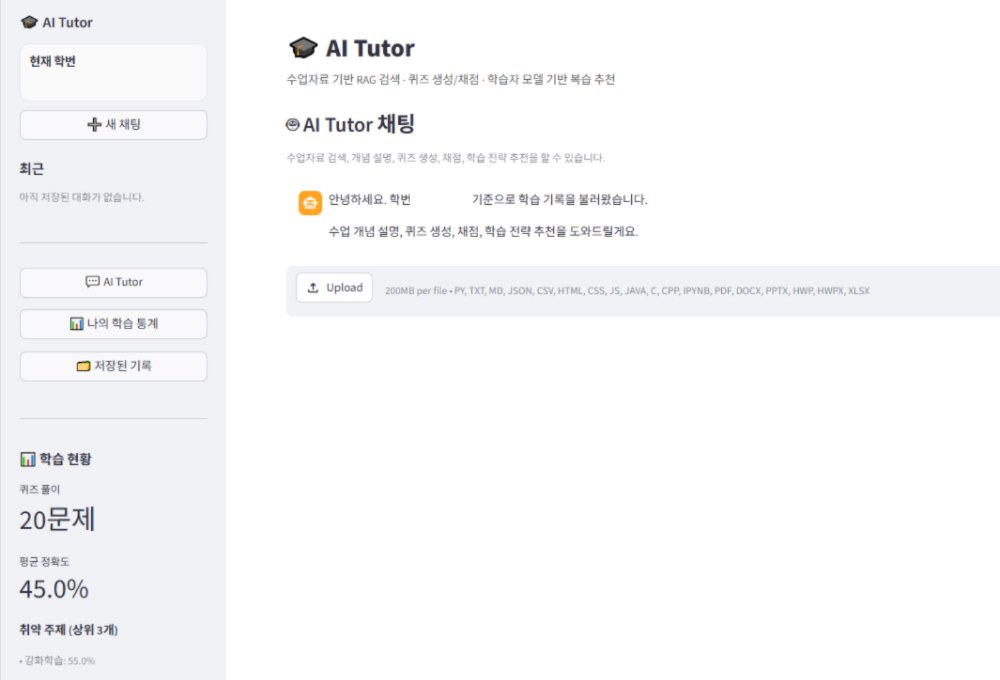 AI Tutor
현재 학번
새 채팅
최근
아직 저장된 대화가 없습니다.
AI Tutor
나의 학습 통계
저장된 기록
학습 현황
퀴즈 풀이
20문제
평균 정확도
45.0%
취약 주제 (상위 3개)
• 강화학습: 55.0%
AI Tutor
수업자료 기반 RAG 검색 · 퀴즈 생성/채점 · 학습자 모델 기반 복습 추천
AI Tutor 채팅
수업자료 검색, 개념 설명, 퀴즈 생성, 채점, 학습 전략 추천을 할 수 있습니다.
안녕하세요. 학번 기준으로 학습 기록을 불러왔습니다.
수업 개념 설명, 퀴즈 생성, 채점, 학습 전략 추천을 도와드릴게요.
Upload
200MB per file • PY, TXT, MD, JSON, CSV, HTML, CSS, JS, JAVA, C, CPP, IPYNB, PDF, DOCX, PPTX, HWP, HWPX, XLSX